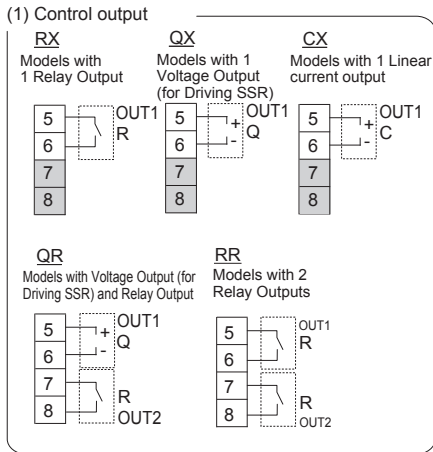 (1) Control output
RX
Models with
1 Relay Output
5
6
7
8
OUT1
R
QX
Models with 1
Voltage Output
(for Driving SSR)
5
6
7
8
+
-
OUT1
Q
CX
Models with 1 Linear
current output
5
6
7
8
+
-
OUT1
C
QR
Models with Voltage Output (for
Driving SSR) and Relay Output
5
6
7
8
+
-
OUT1
Q
R
OUT2
RR
Models with 2
Relay Outputs
5
6
7
8
OUT1
R
R
OUT2